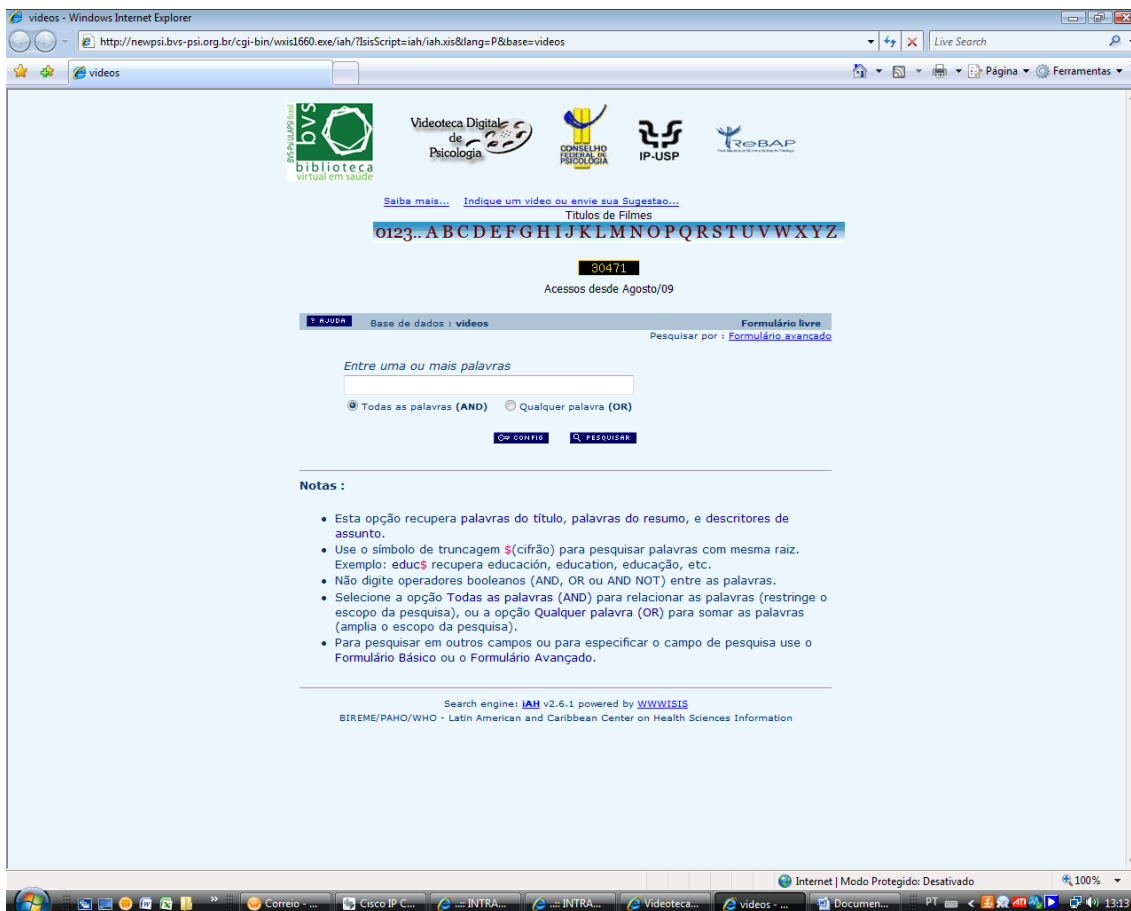 videos - Windows Internet Explorer
http://newpsi.bvs-psi.org.br/cgi-bin/wxis1660.exe/iah/?IsisScript=iah/iah.xis&lang=P&base=videos
Live Search
videos
Página
Ferramentas
BVS-Psi ULAPSI Brasil
bvs
biblioteca
virtual em saúde
Videoteca Digital
de
Psicologia
CONSELHO
FEDERAL DE
PSICOLOGIA
IP-USP
ReBAP
Saiba mais... Indique um video ou envie sua Sugestao...
Titulos de Filmes
0123.. A B C D E F G H I J K L M N O P Q R S T U V W X Y Z
30471
Acessos desde Agosto/09
? AJUDA Base de dados : videos Formulário livre
Pesquisar por : Formulário avançado
Entre uma ou mais palavras
Todas as palavras (AND) Qualquer palavra (OR)
CONFIG PESQUISAR
Notas :
• Esta opção recupera palavras do título, palavras do resumo, e descritores de
assunto.
• Use o símbolo de truncagem $(cifrão) para pesquisar palavras com mesma raiz.
Exemplo: educ$ recupera educación, education, educação, etc.
• Não digite operadores booleanos (AND, OR ou AND NOT) entre as palavras.
• Selecione a opção Todas as palavras (AND) para relacionar as palavras (restringe o
escopo da pesquisa), ou a opção Qualquer palavra (OR) para somar as palavras
(amplia o escopo da pesquisa).
• Para pesquisar em outros campos ou para especificar o campo de pesquisa use o
Formulário Básico ou o Formulário Avançado.
Search engine: iAH v2.6.1 powered by WWWISIS
BIREME/PAHO/WHO - Latin American and Caribbean Center on Health Sciences Information
Internet | Modo Protegido: Desativado 100%
Correio - ... Cisco IP C... ..:: INTRA... ..:: INTRA... Videoteca... videos - ... Documen... PT 13:13